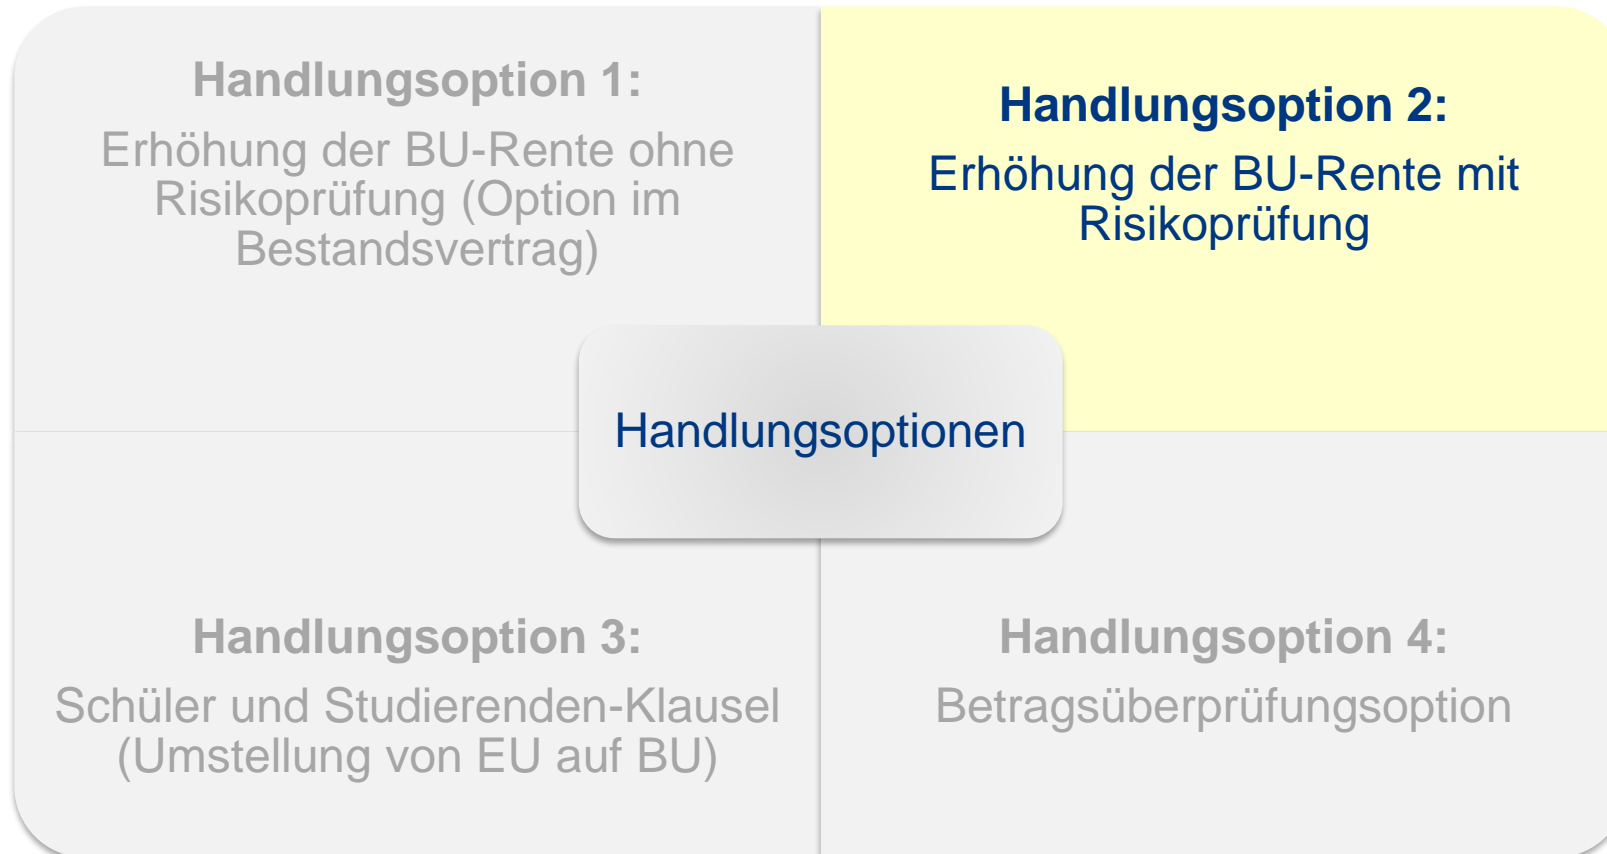 Handlungsoption 1:
Erhöhung der BU-Rente ohne
Risikoprüfung (Option im
Bestandsvertrag)
Handlungsoption 2:
Erhöhung der BU-Rente mit
Risikoprüfung
Handlungsoptionen
Handlungsoption 3:
Schüler und Studierenden-Klausel
(Umstellung von EU auf BU)
Handlungsoption 4:
Betragsüberprüfungsoption